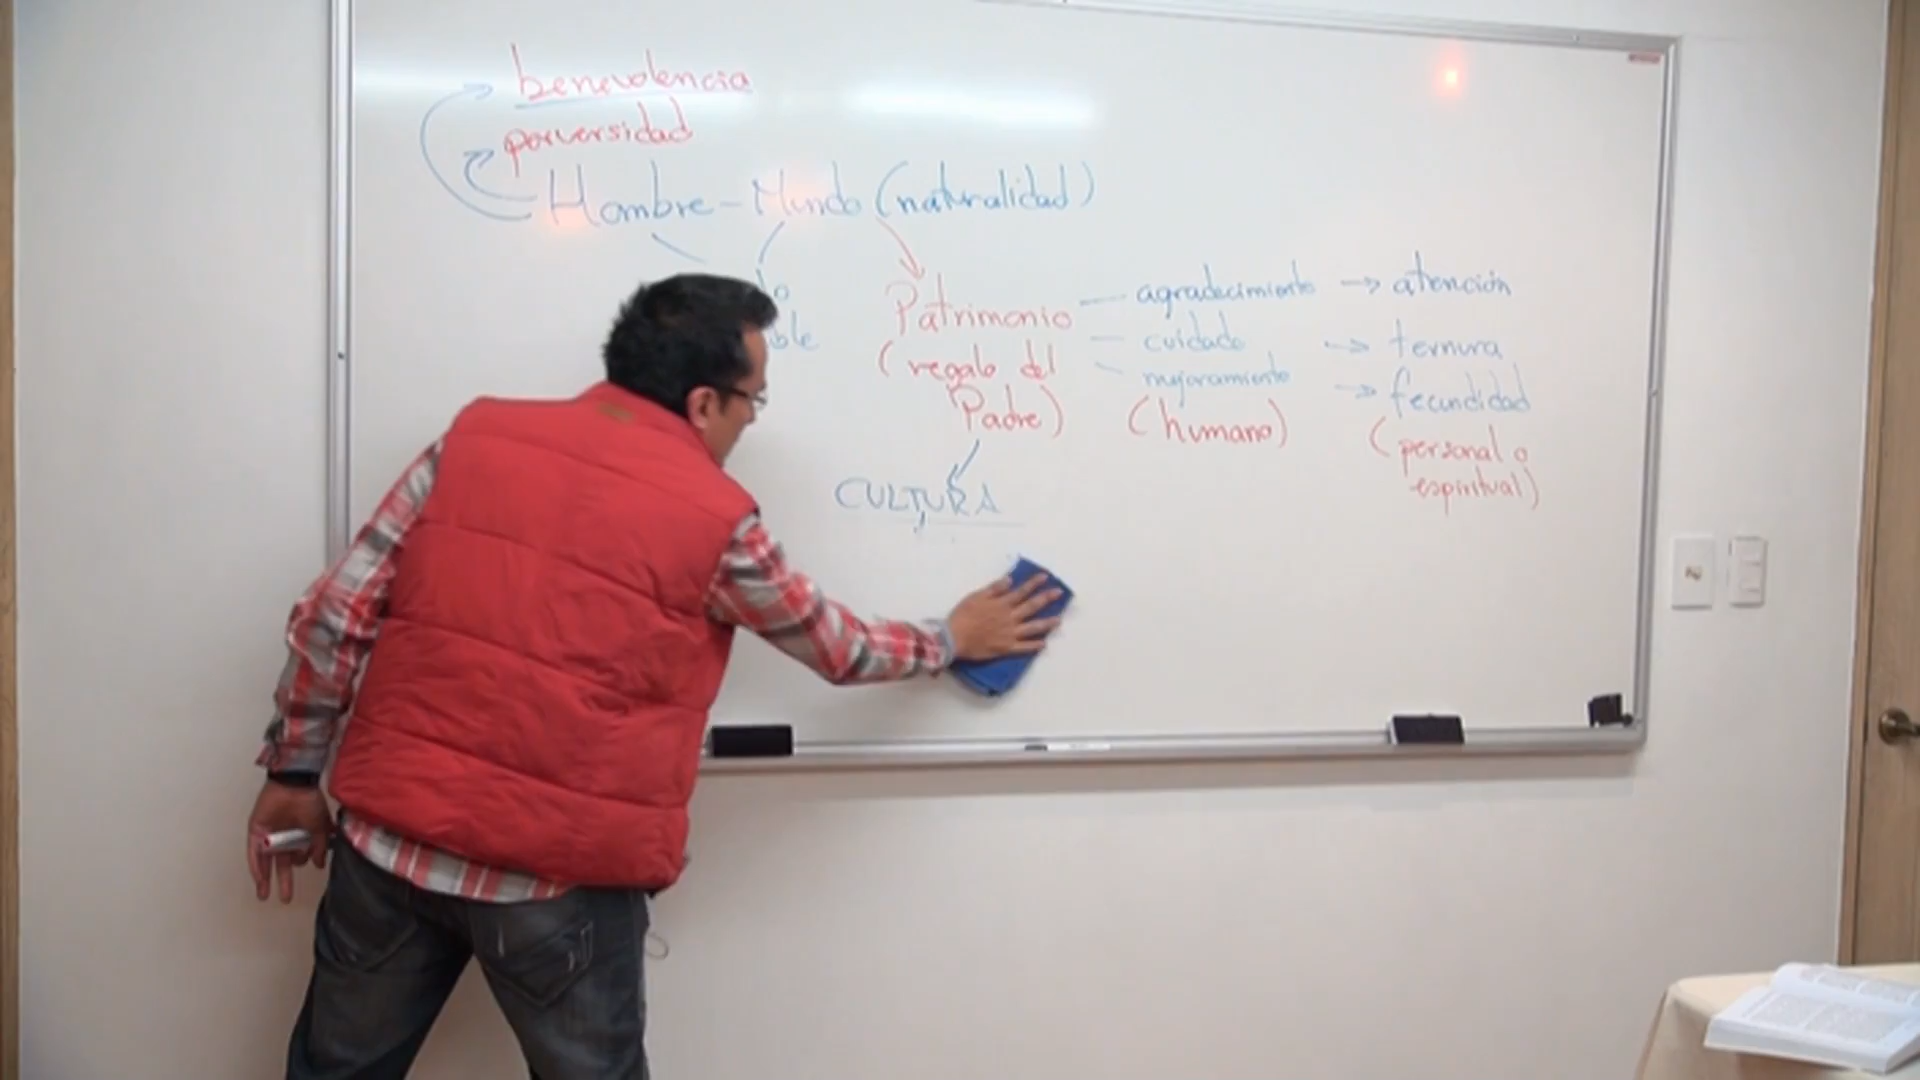 benevolencia
perversidad
Hombre - Mundo (naturalidad)
Patrimonio — agradecimiento → atención
(regalo del — cuidado → ternura
Padre) — mejoramiento → fecundidad
(humano) (personal o
espiritual)
CULTURA